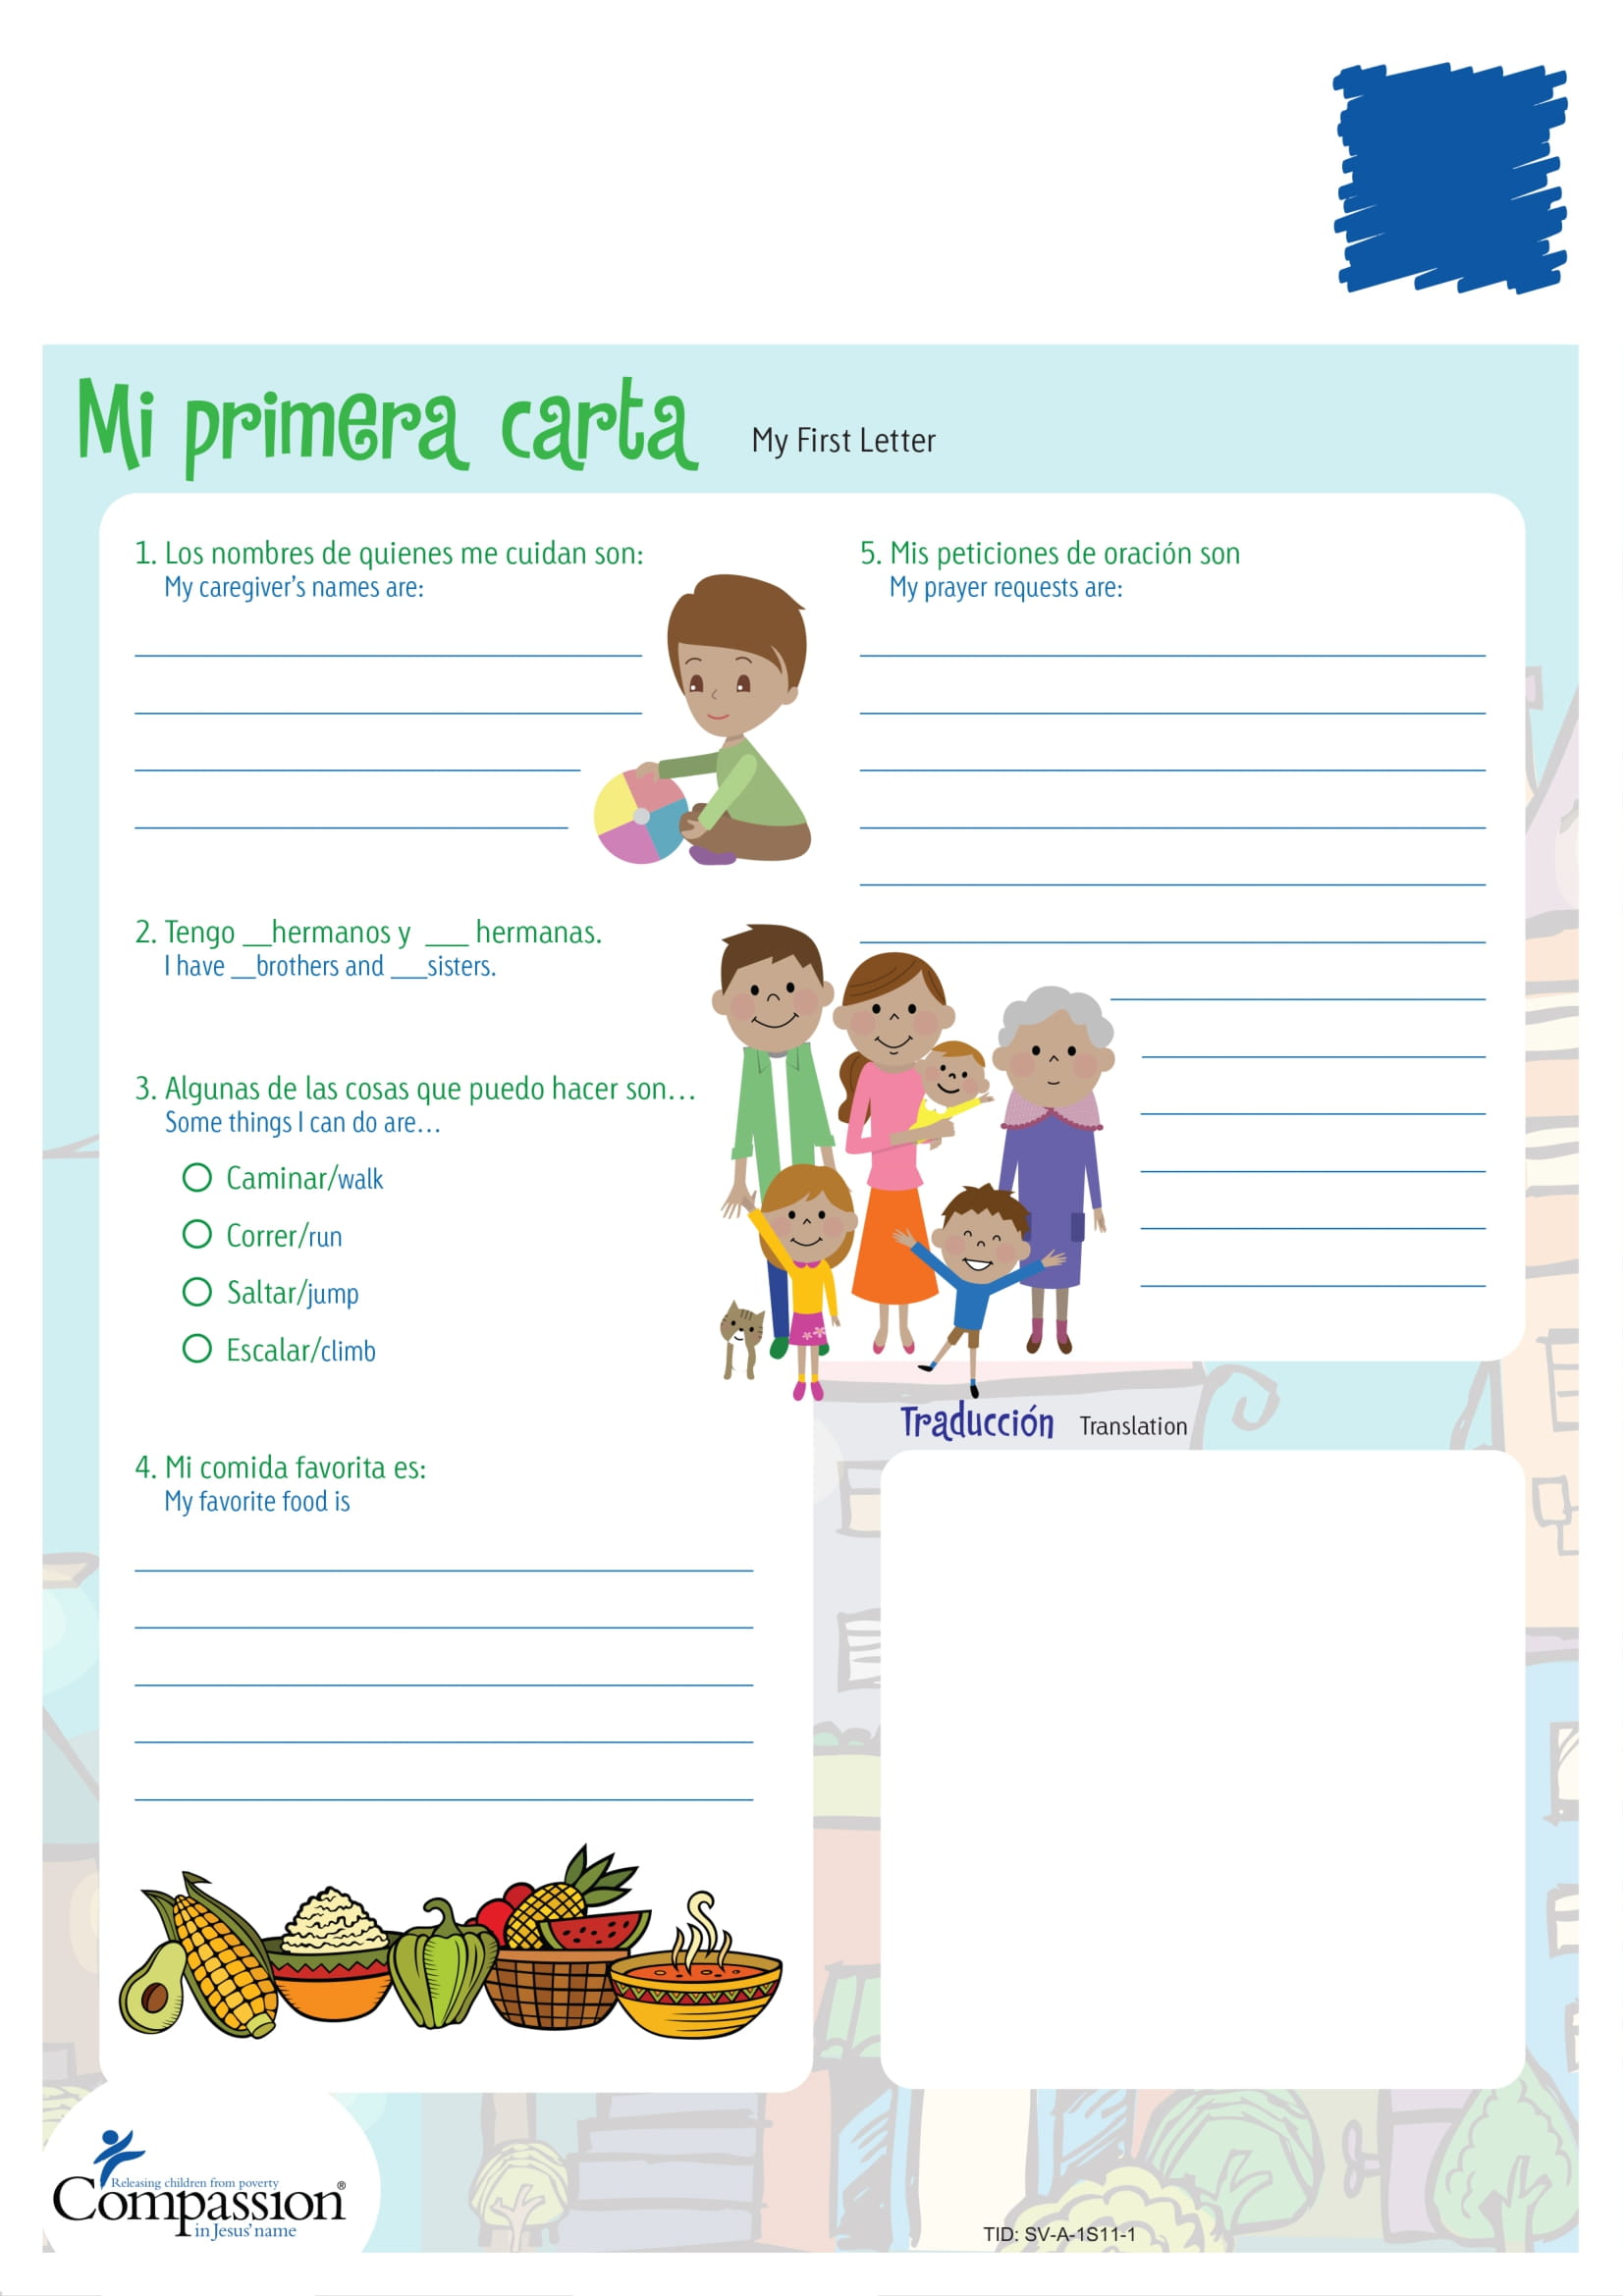 Mi primera carta My First Letter
1. Los nombres de quienes me cuidan son:
My caregiver's names are:
2. Tengo __hermanos y ___ hermanas.
I have __brothers and ___sisters.
3. Algunas de las cosas que puedo hacer son...
Some things I can do are...
Caminar/walk
Correr/run
Saltar/jump
Escalar/climb
4. Mi comida favorita es:
My favorite food is
5. Mis peticiones de oración son
My prayer requests are:
Traducción Translation
Releasing children from poverty
Compassion®
in Jesus' name
TID: SV-A-1S11-1